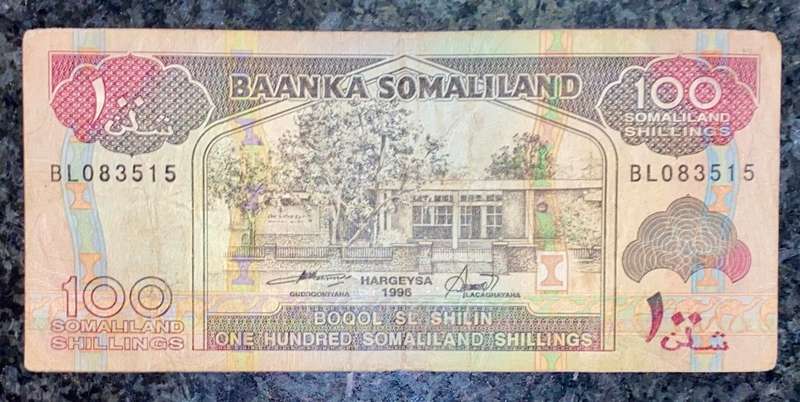 BAANKA SOMALILAND
١٠٠
شلن
100
SOMALILAND
SHILLINGS
BL083515
BL083515
HARGEYSA
1996
GUDDOOMIYAHA
LACAGHAYAHA
100
SOMALILAND
SHILLINGS
BOQOL SL SHILIN
ONE HUNDRED SOMALILAND SHILLINGS
١٠٠
شلن